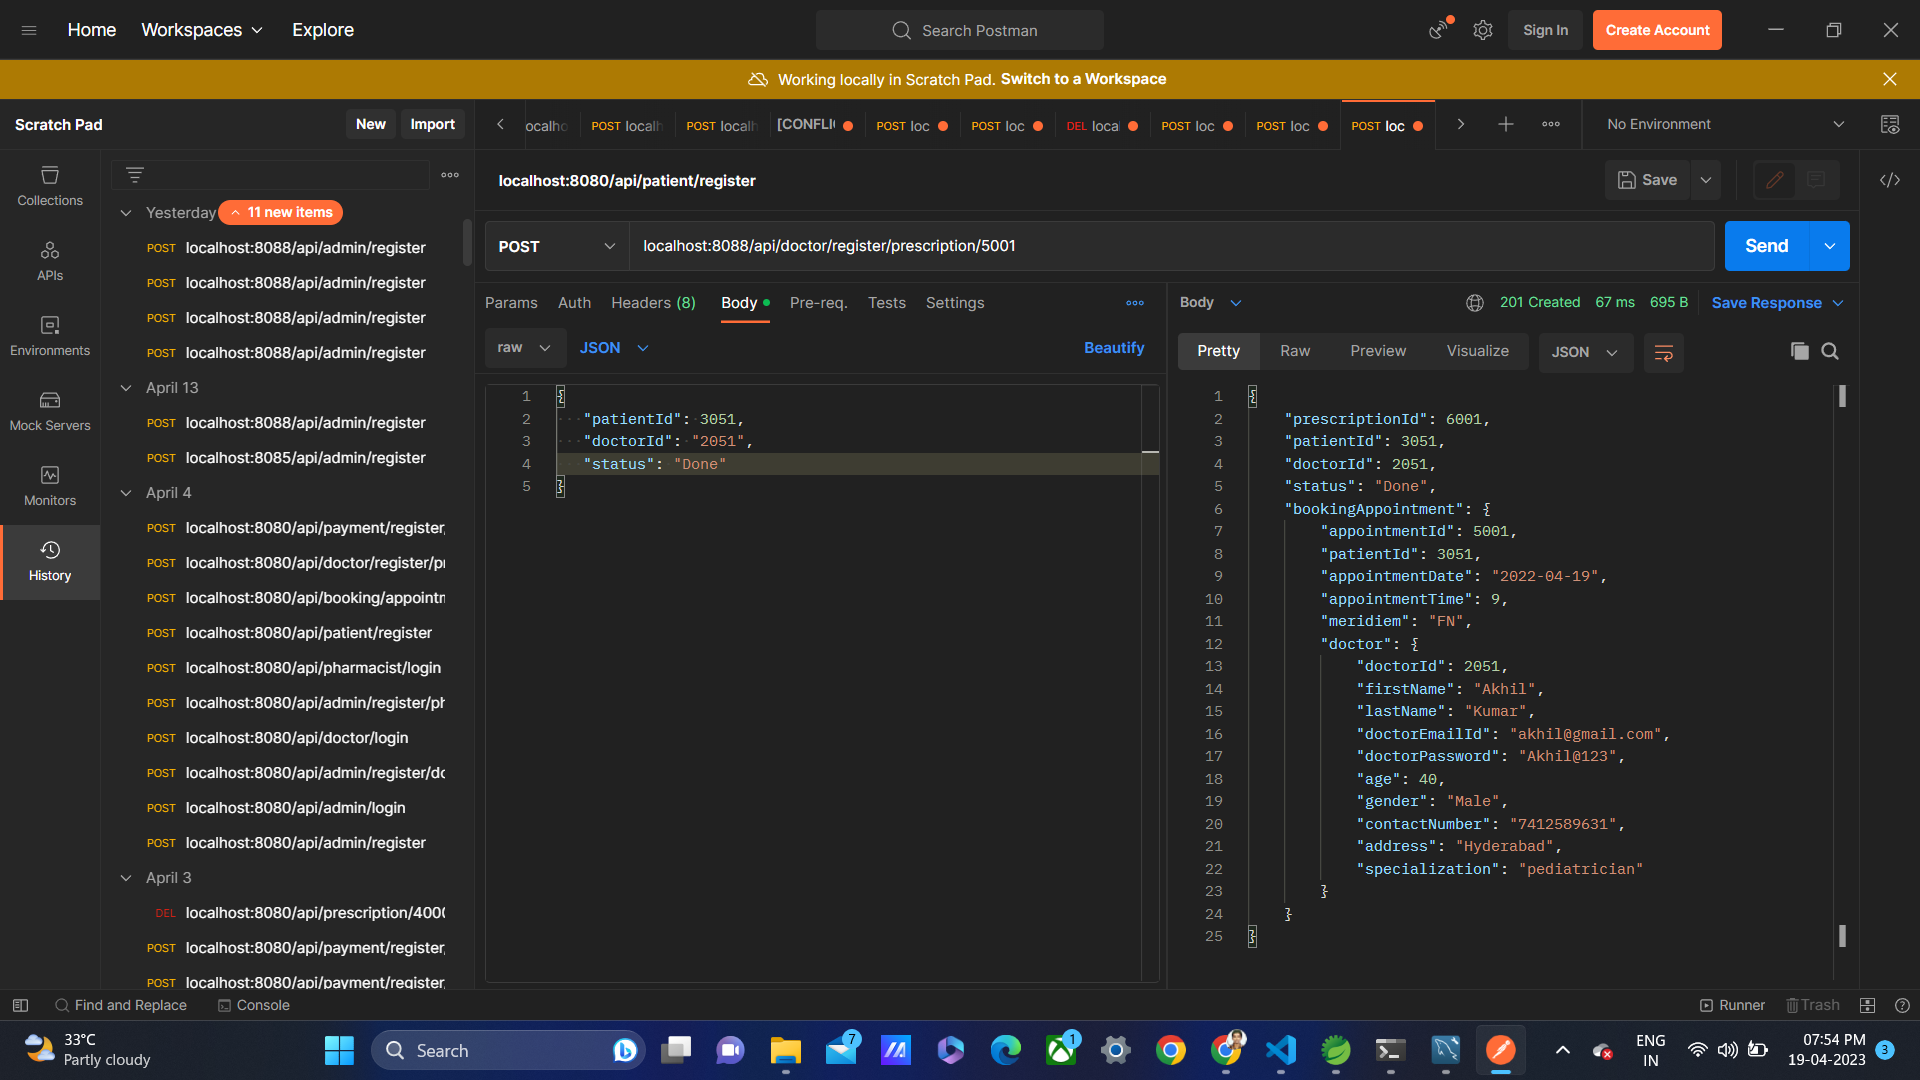 Home
Workspaces
Explore
Search Postman
Sign In
Create Account
Working locally in Scratch Pad. Switch to a Workspace
Scratch Pad
New
Import
ocalho
POST localh
POST localh
[CONFLI
POST loc
POST loc
DEL local
POST loc
POST loc
POST loc
No Environment
Collections
APIs
Environments
Mock Servers
Monitors
History
Yesterday
11 new items
POST localhost:8088/api/admin/register
POST localhost:8088/api/admin/register
POST localhost:8088/api/admin/register
POST localhost:8088/api/admin/register
April 13
POST localhost:8088/api/admin/register
POST localhost:8085/api/admin/register
April 4
POST localhost:8080/api/payment/register,
POST localhost:8080/api/doctor/register/pr
POST localhost:8080/api/booking/appointm
POST localhost:8080/api/patient/register
POST localhost:8080/api/pharmacist/login
POST localhost:8080/api/admin/register/ph
POST localhost:8080/api/doctor/login
POST localhost:8080/api/admin/register/do
POST localhost:8080/api/admin/login
POST localhost:8080/api/admin/register
April 3
DEL localhost:8080/api/prescription/4000
POST localhost:8080/api/payment/register,
POST localhost:8080/api/payment/register,
localhost:8080/api/patient/register
Save
POST
localhost:8088/api/doctor/register/prescription/5001
Send
Params
Auth
Headers (8)
Body
Pre-req.
Tests
Settings
raw
JSON
Beautify
1 {
2 "patientId": 3051,
3 "doctorId": "2051",
4 "status": "Done"
5 }
Body
201 Created 67 ms 695 B
Save Response
Pretty
Raw
Preview
Visualize
JSON
1 {
2 "prescriptionId": 6001,
3 "patientId": 3051,
4 "doctorId": 2051,
5 "status": "Done",
6 "bookingAppointment": {
7 "appointmentId": 5001,
8 "patientId": 3051,
9 "appointmentDate": "2022-04-19",
10 "appointmentTime": 9,
11 "meridiem": "FN",
12 "doctor": {
13 "doctorId": 2051,
14 "firstName": "Akhil",
15 "lastName": "Kumar",
16 "doctorEmailId": "akhil@gmail.com",
17 "doctorPassword": "Akhil@123",
18 "age": 40,
19 "gender": "Male",
20 "contactNumber": "7412589631",
21 "address": "Hyderabad",
22 "specialization": "pediatrician"
23 }
24 }
25 }
Find and Replace
Console
Runner
Trash
33°C
Partly cloudy
Search
7
1
ENG
IN
07:54 PM
19-04-2023
3